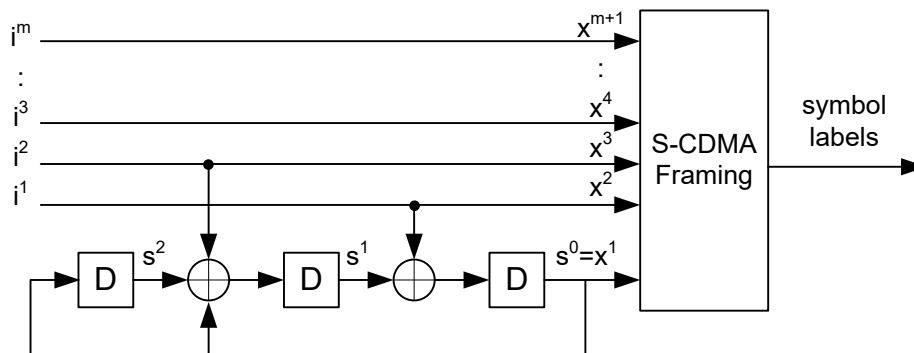 i^m x^{m+1}
: :
i^3 x^4
i^2 x^3
i^1 x^2
S-CDMA
Framing
symbol
labels
D s^2 D s^1 D s^0=x^1